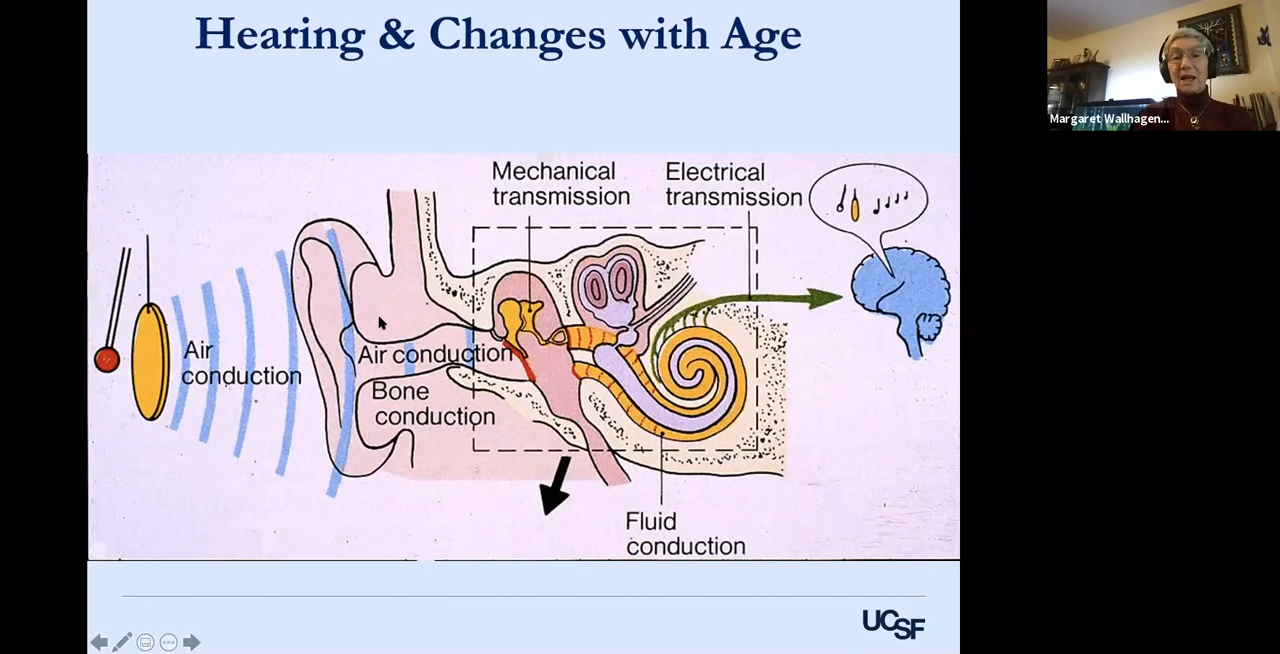 Hearing & Changes with Age
Margaret Wallhagen...
Mechanical
transmission
Electrical
transmission
Air
conduction
Air conduction
Bone
conduction
Fluid
conduction
UCSF